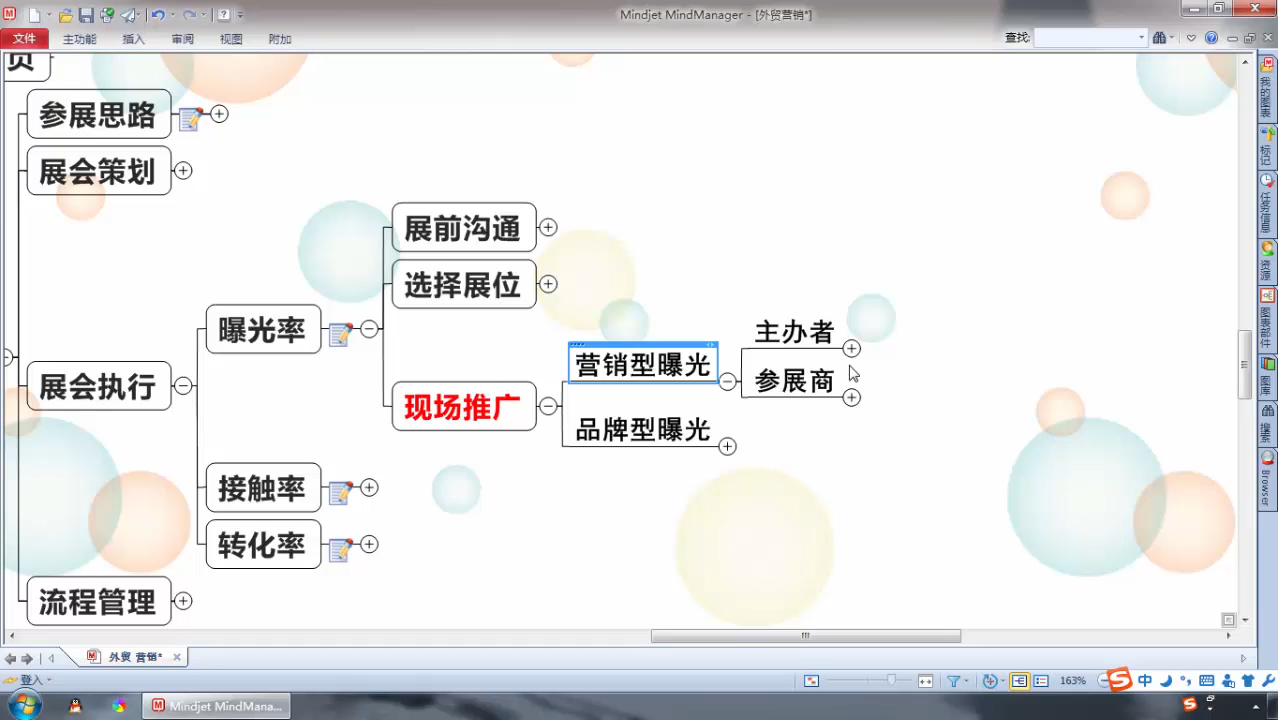 Mindjet MindManager - [外贸营销*]
文件
主功能
插入
审阅
视图
附加
查找:
页
参展思路
展会策划
展前沟通
选择展位
曝光率
主办者
营销型曝光
参展商
展会执行
现场推广
品牌型曝光
接触率
转化率
流程管理
我的图表
标记
任务信息
资源
图表部件
图库
搜索
Browser
外贸 营销*
登入
163%
中
Mindjet MindMana...